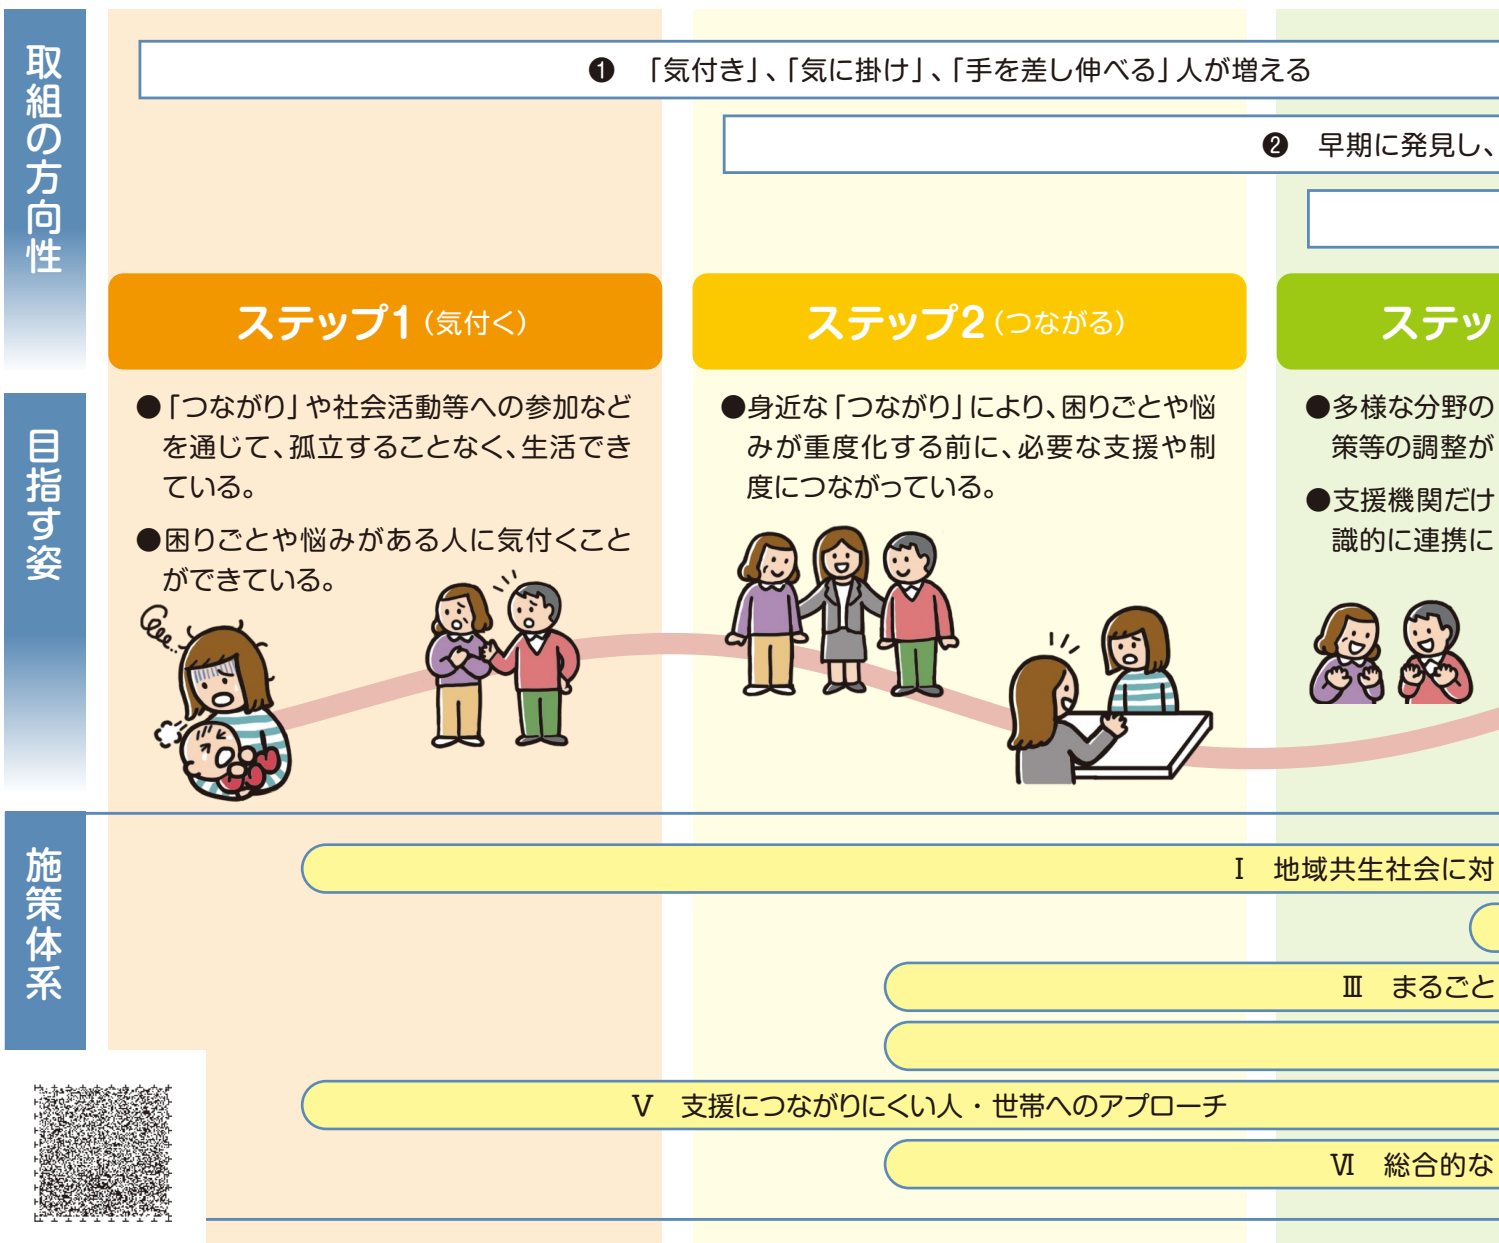 取組の方向性
❶ 「気付き」、「気に掛け」、「手を差し伸べる」人が増える
❷ 早期に発見し、
ステップ1（気付く）
ステップ2（つながる）
ステッ
目指す姿
●「つながり」や社会活動等への参加など
を通じて、孤立することなく、生活でき
ている。
●困りごとや悩みがある人に気付くこと
ができている。
●身近な「つながり」により、困りごとや悩
みが重度化する前に、必要な支援や制
度につながっている。
●多様な分野の
策等の調整が
●支援機関だけ
識的に連携に
施策体系
Ⅰ 地域共生社会に対
Ⅲ まるごと
Ⅴ 支援につながりにくい人・世帯へのアプローチ
Ⅵ 総合的な